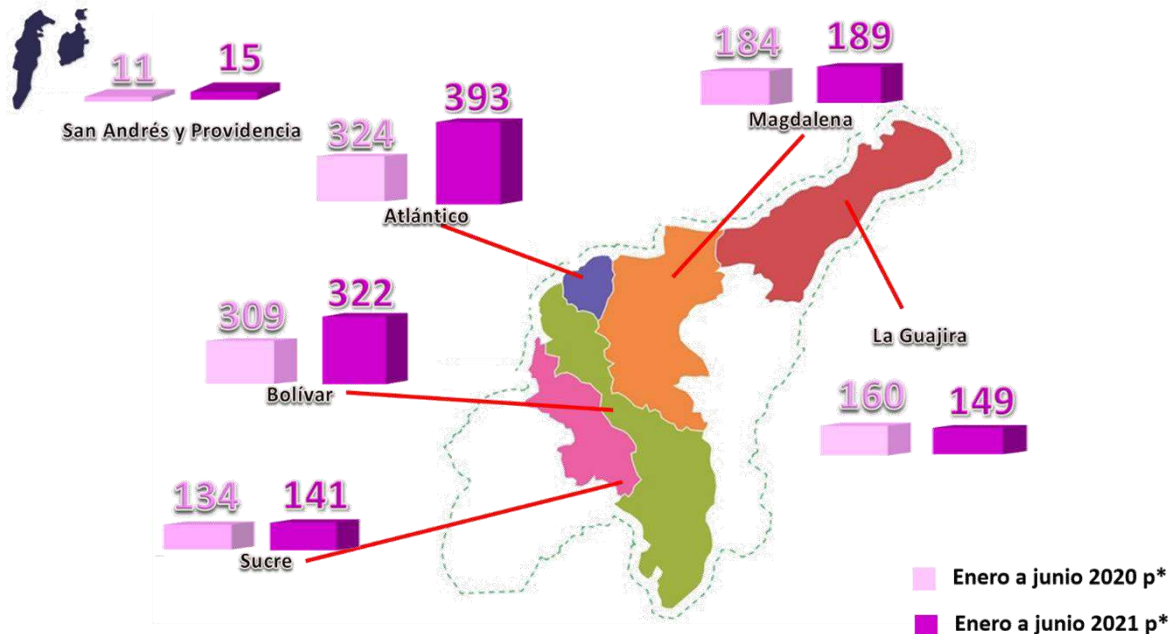 11
15
San Andrés y Providencia
324
393
Atlántico
184
189
Magdalena
309
322
Bolívar
La Guajira
160
149
134
141
Sucre
Enero a junio 2020 p*
Enero a junio 2021 p*